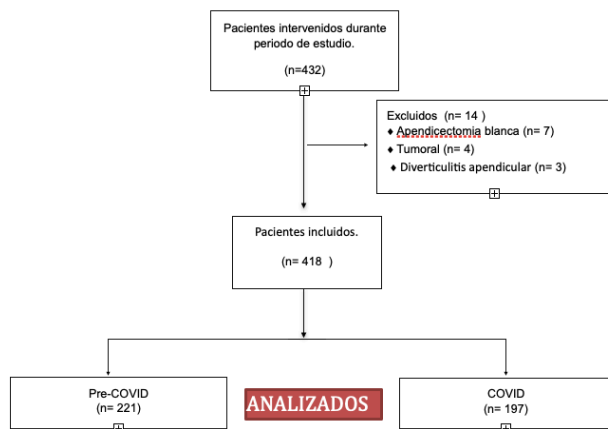 Pacientes intervenidos durante
periodo de estudio.
(n=432)
Excluidos (n= 14 )
♦ Apendicectomia blanca (n= 7)
♦ Tumoral (n= 4)
♦ Diverticulitis apendicular (n= 3)
Pacientes incluidos.
(n= 418 )
Pre-COVID
(n= 221)
ANALIZADOS
COVID
(n= 197)